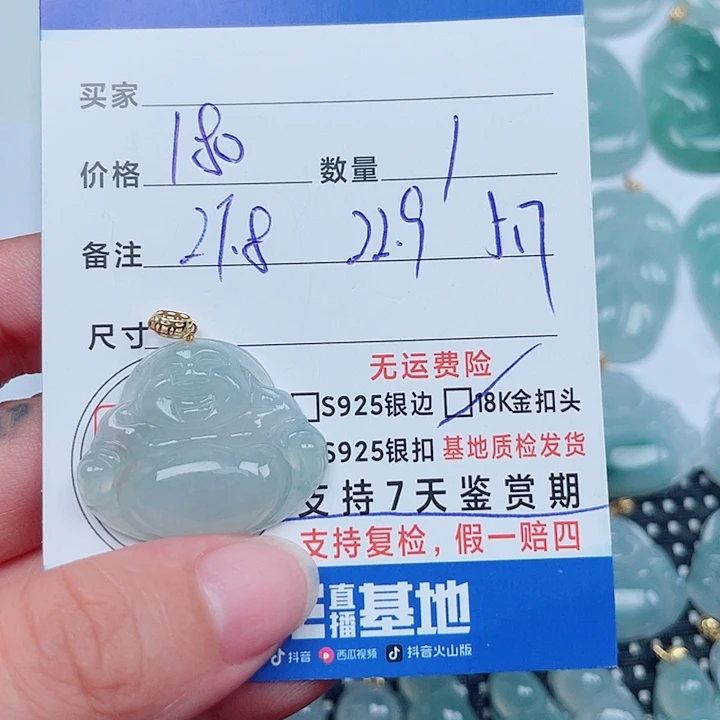 买家
价格 180 数量 1
备注 27.8 22.9 5.17
尺寸
无运费险
S925银边 18K金扣头
S925银扣 基地质检发货
支持7天鉴赏期
支持复检,假一赔四
直播基地
抖音 西瓜视频 抖音火山版